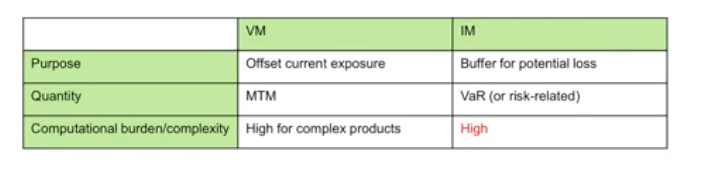 VM IM
Purpose Offset current exposure Buffer for potential loss
Quantity MTM VaR (or risk-related)
Computational burden/complexity High for complex products High